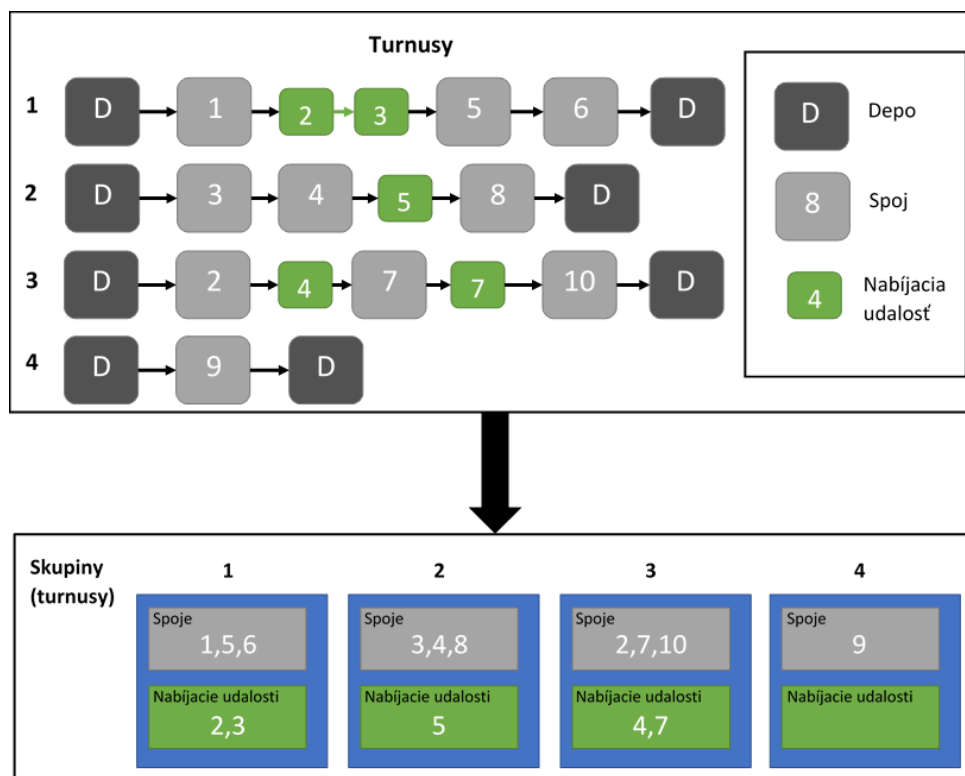 Turnusy
1 D 1 2 3 5 6 D
2 D 3 4 5 8 D
3 D 2 4 7 7 10 D
4 D 9 D
D Depo
8 Spoj
4 Nabíjacia
udalosť
Skupiny
(turnusy)
1 2 3 4
Spoje Spoje Spoje Spoje
1,5,6 3,4,8 2,7,10 9
Nabíjacie udalosti Nabíjacie udalosti Nabíjacie udalosti Nabíjacie udalosti
2,3 5 4,7